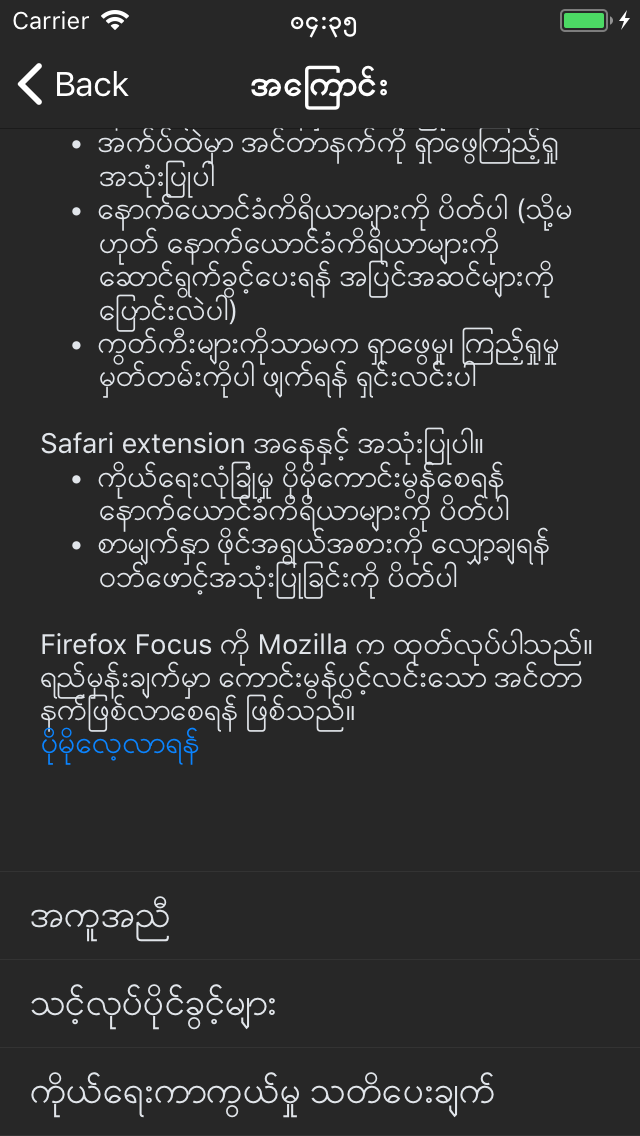 Carrier ၀၄:၃၅
Back အကြောင်း
အက်ပ်ထဲမှာ အင်တာနက်ကို ရှာဖွေကြည့်ရှု
အသုံးပြုပါ
နောက်ယောင်ခံကိရိယာများကို ပိတ်ပါ (သို့မ
ဟုတ် နောက်ယောင်ခံကိရိယာများကို
ဆောင်ရွက်ခွင့်ပေးရန် အပြင်အဆင်များကို
ပြောင်းလဲပါ)
ကွတ်ကီးများကိုသာမက ရှာဖွေမှု၊ ကြည့်ရှုမှု
မှတ်တမ်းကိုပါ ဖျက်ရန် ရှင်းလင်းပါ
Safari extension အနေနှင့် အသုံးပြုပါ။
ကိုယ်ရေးလုံခြုံမှု ပိုမိုကောင်းမွန်စေရန်
နောက်ယောင်ခံကိရိယာများကို ပိတ်ပါ
စာမျက်နှာ ဖိုင်အရွယ်အစားကို လျှော့ချရန်
ဝဘ်ဖောင့်အသုံးပြုခြင်းကို ပိတ်ပါ
Firefox Focus ကို Mozilla က ထုတ်လုပ်ပါသည်။
ရည်မှန်းချက်မှာ ကောင်းမွန်ပွင့်လင်းသော အင်တာ
နက်ဖြစ်လာစေရန် ဖြစ်သည်။
ပိုမိုလေ့လာရန်
အကူအညီ
သင့်လုပ်ပိုင်ခွင့်များ
ကိုယ်ရေးကာကွယ်မှု သတိပေးချက်